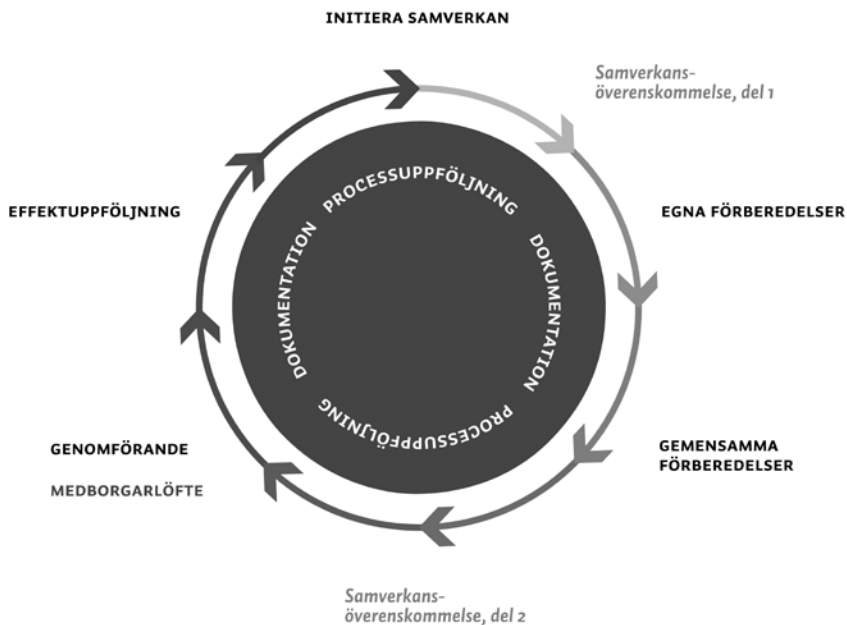 INITIERA SAMVERKAN
Samverkans-
överenskommelse, del 1
EGNA FÖRBEREDELSER
GEMENSAMMA
FÖRBEREDELSER
Samverkans-
överenskommelse, del 2
GENOMFÖRANDE
MEDBORGARLÖFTE
EFFEKTUPPFÖLJNING
PROCESSUPPFÖLJNING
DOKUMENTATION
PROCESSUPPFÖLJNING
DOKUMENTATION